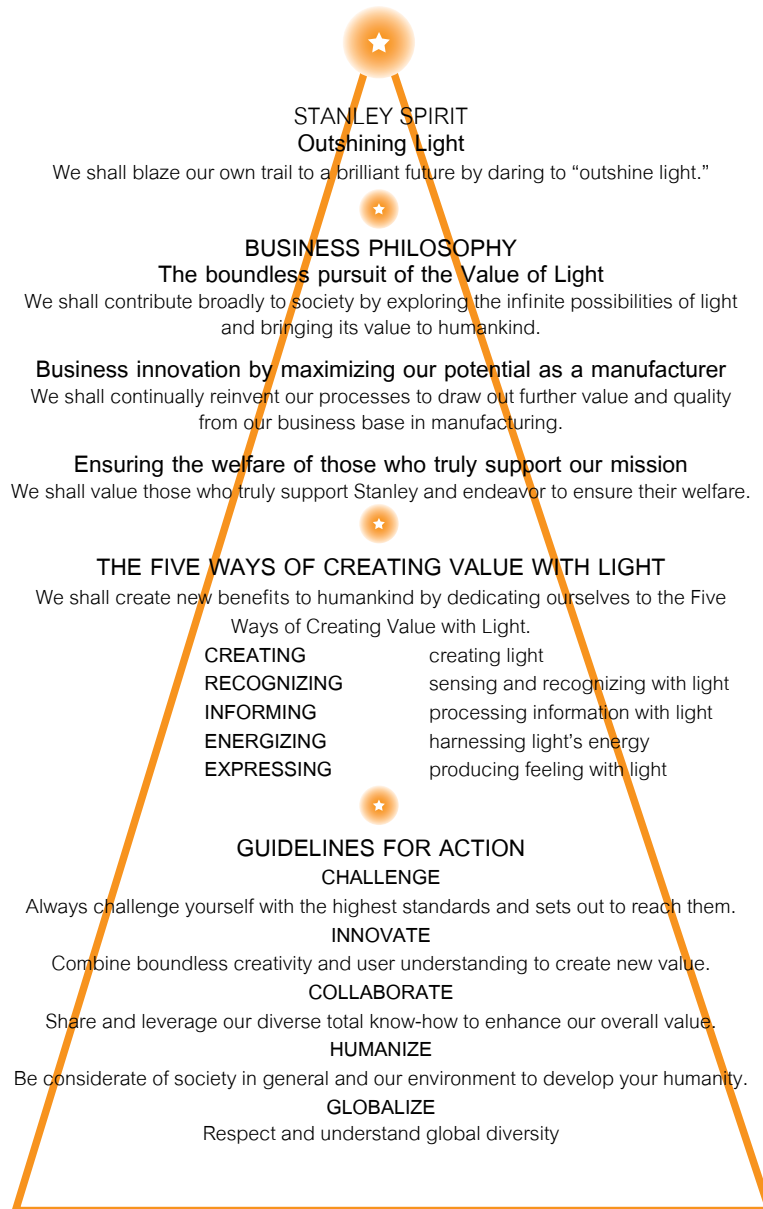 STANLEY SPIRIT
Outshining Light
We shall blaze our own trail to a brilliant future by daring to “outshine light.”
BUSINESS PHILOSOPHY
The boundless pursuit of the Value of Light
We shall contribute broadly to society by exploring the infinite possibilities of light
and bringing its value to humankind.
Business innovation by maximizing our potential as a manufacturer
We shall continually reinvent our processes to draw out further value and quality
from our business base in manufacturing.
Ensuring the welfare of those who truly support our mission
We shall value those who truly support Stanley and endeavor to ensure their welfare.
THE FIVE WAYS OF CREATING VALUE WITH LIGHT
We shall create new benefits to humankind by dedicating ourselves to the Five
Ways of Creating Value with Light.
CREATING creating light
RECOGNIZING sensing and recognizing with light
INFORMING processing information with light
ENERGIZING harnessing light’s energy
EXPRESSING producing feeling with light
GUIDELINES FOR ACTION
CHALLENGE
Always challenge yourself with the highest standards and sets out to reach them.
INNOVATE
Combine boundless creativity and user understanding to create new value.
COLLABORATE
Share and leverage our diverse total know-how to enhance our overall value.
HUMANIZE
Be considerate of society in general and our environment to develop your humanity.
GLOBALIZE
Respect and understand global diversity